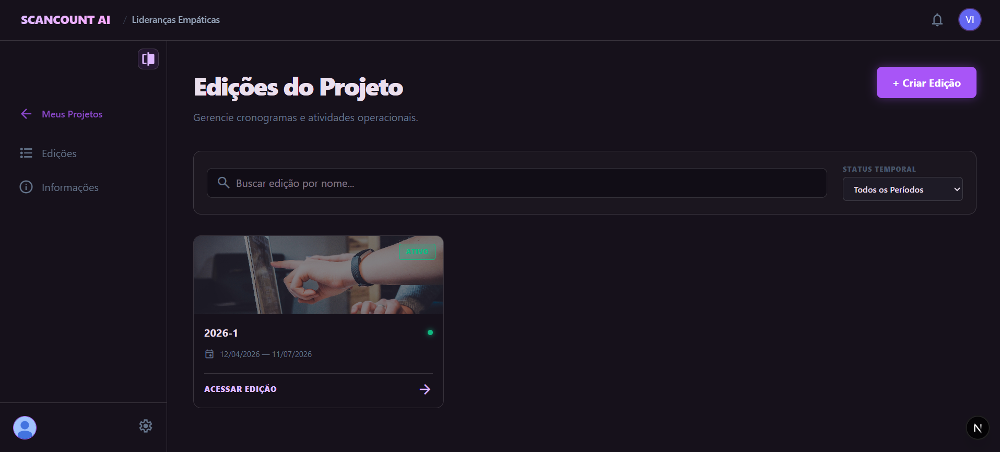 SCANCOUNT AI / Lideranças Empáticas
VI
Meus Projetos
Edições
Informações
Edições do Projeto
+ Criar Edição
Gerencie cronogramas e atividades operacionais.
Buscar edição por nome...
STATUS TEMPORAL
Todos os Períodos
ATIVO
2026-1
12/04/2026 — 11/07/2026
ACESSAR EDIÇÃO
N